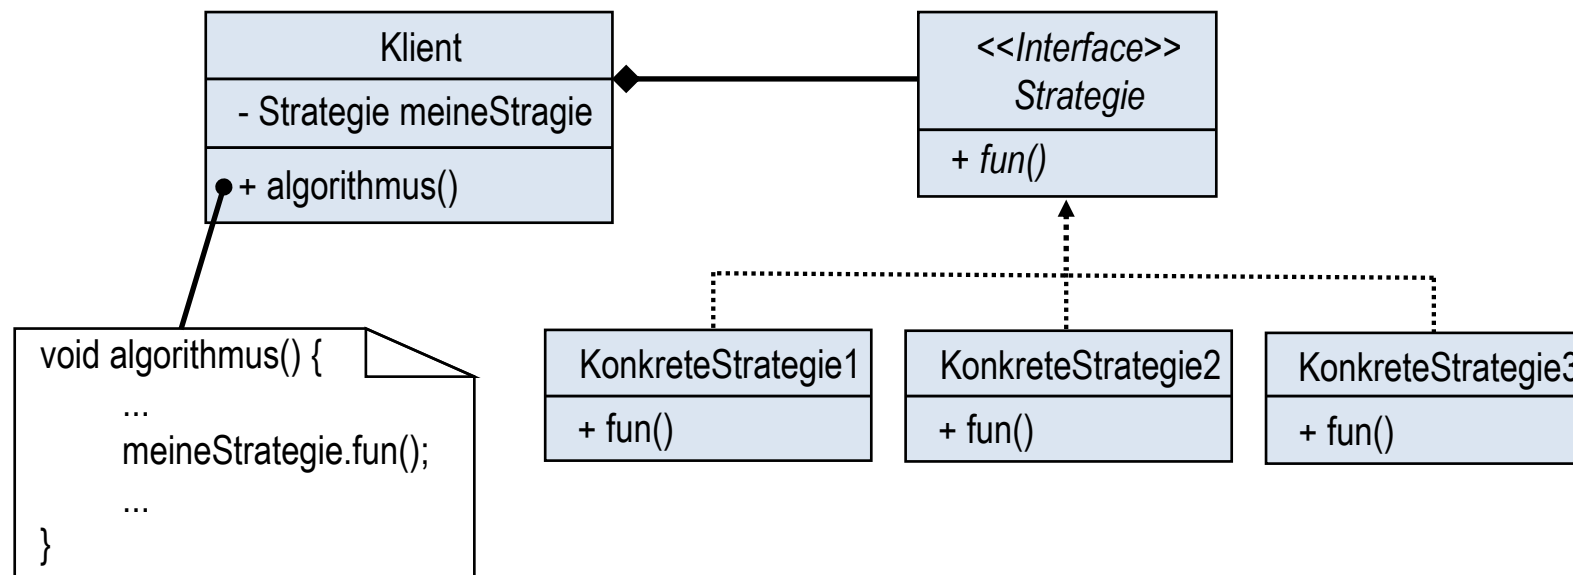 Klient
- Strategie meineStragie
+ algorithmus()
<<Interface>>
Strategie
+ fun()
void algorithmus() {
...
meineStrategie.fun();
...
}
KonkreteStrategie1
+ fun()
KonkreteStrategie2
+ fun()
KonkreteStrategie3
+ fun()